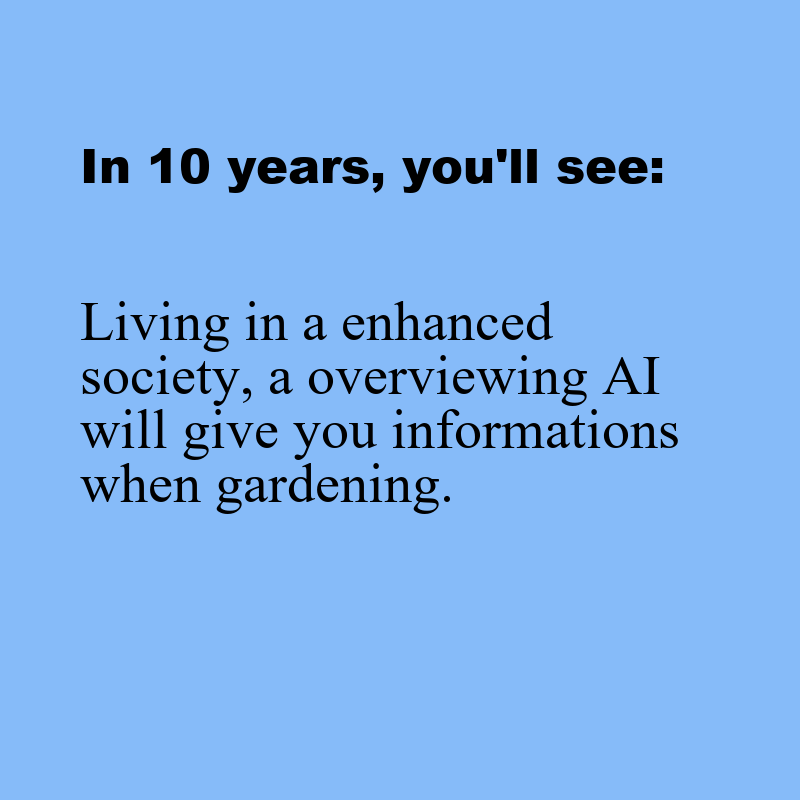 In 10 years, you'll see:
Living in a enhanced
society, a overviewing AI
will give you informations
when gardening.